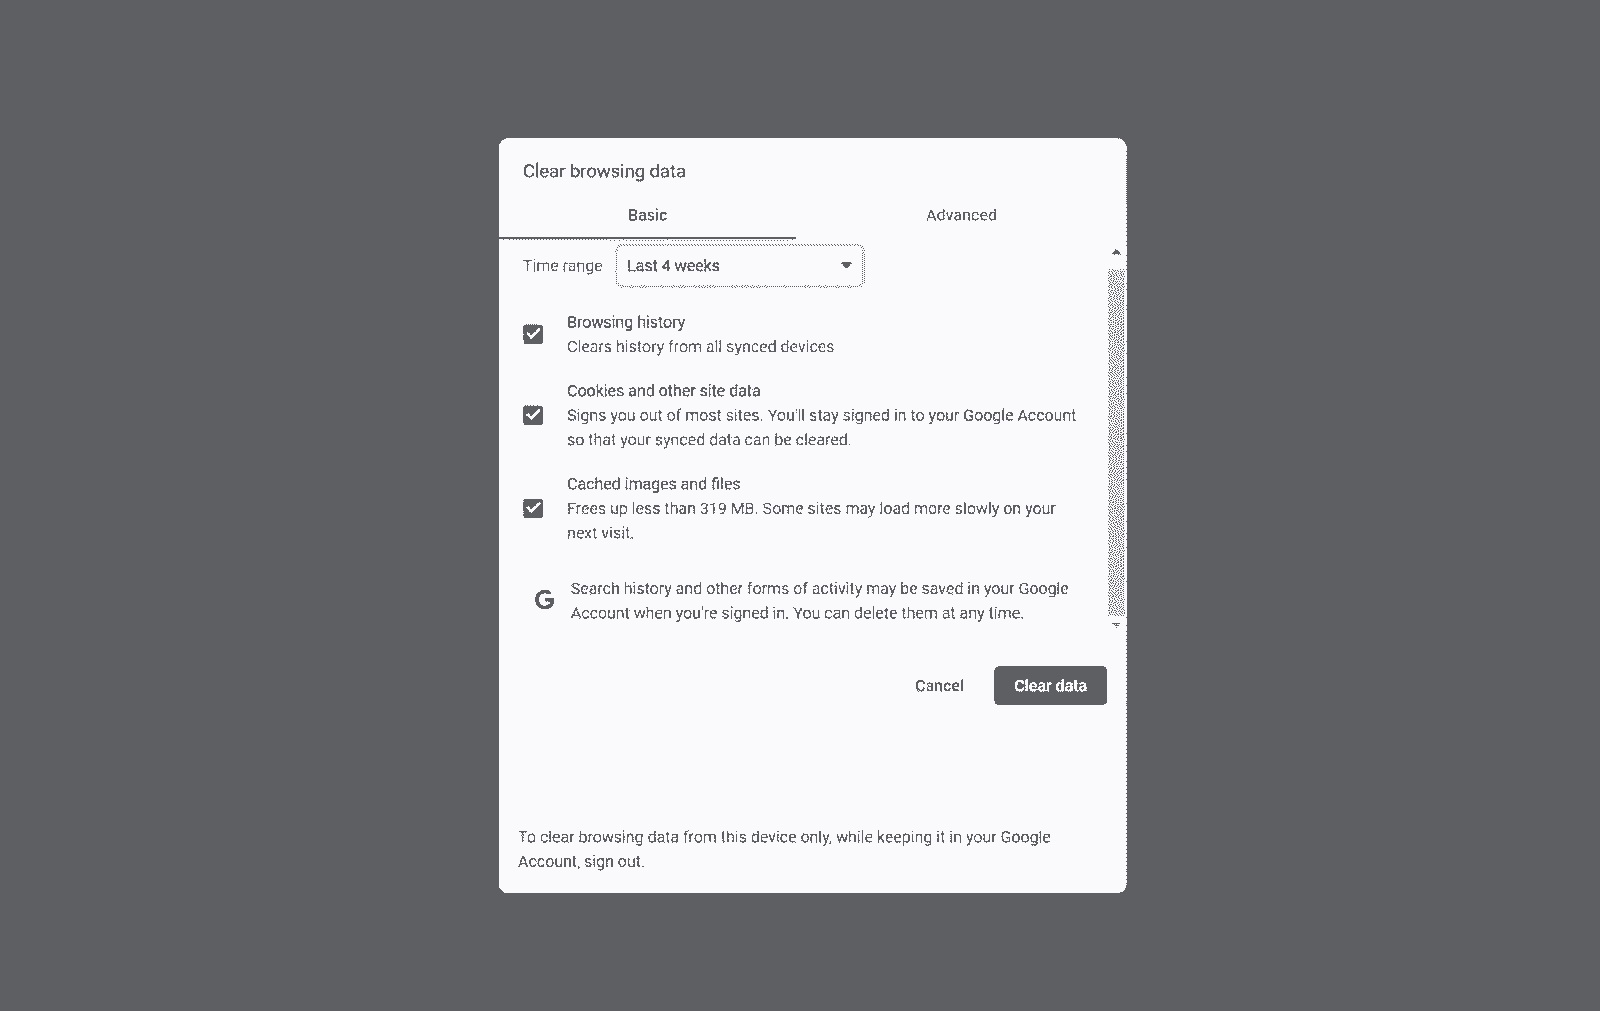 Clear browsing data
Basic
Advanced
Time range
Last 4 weeks
Browsing history
Clears history from all synced devices
Cookies and other site data
Signs you out of most sites. You'll stay signed in to your Google Account
so that your synced data can be cleared.
Cached images and files
Frees up less than 319 MB. Some sites may load more slowly on your
next visit.
G
Search history and other forms of activity may be saved in your Google
Account when you're signed in. You can delete them at any time.
Cancel
Clear data
To clear browsing data from this device only, while keeping it in your Google
Account, sign out.